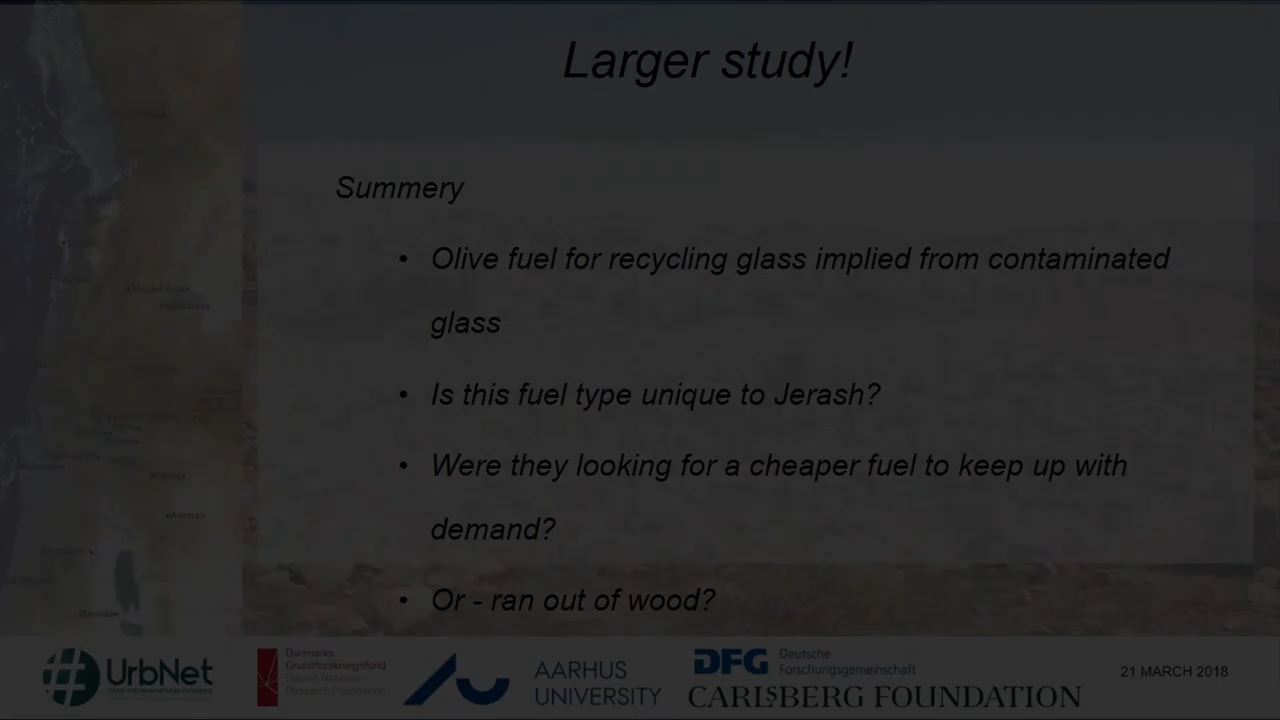 Larger study!
Summery
• Olive fuel for recycling glass implied from contaminated
glass
• Is this fuel type unique to Jerash?
• Were they looking for a cheaper fuel to keep up with
demand?
• Or - ran out of wood?
UrbNet
Danmarks
Grundforskningsfond
Danish National
Research Foundation
AARHUS
UNIVERSITY
DFG Deutsche
Forschungsgemeinschaft
CARLSBERG FOUNDATION
21 MARCH 2018